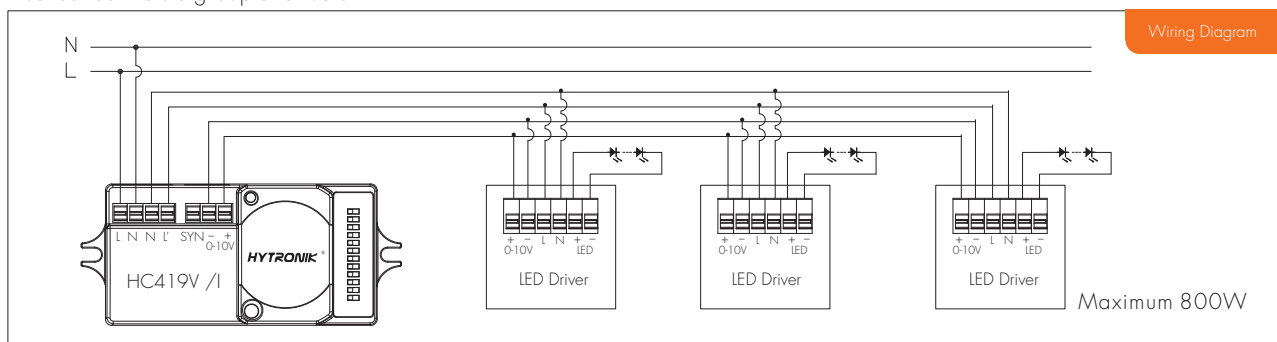 Wiring Diagram
N
L
L N N L' SYN – +
0-10V
HYTRONIK®
HC419V /I
+ – L N + –
0-10V LED
LED Driver
+ – L N + –
0-10V LED
LED Driver
+ – L N + –
0-10V LED
LED Driver
Maximum 800W